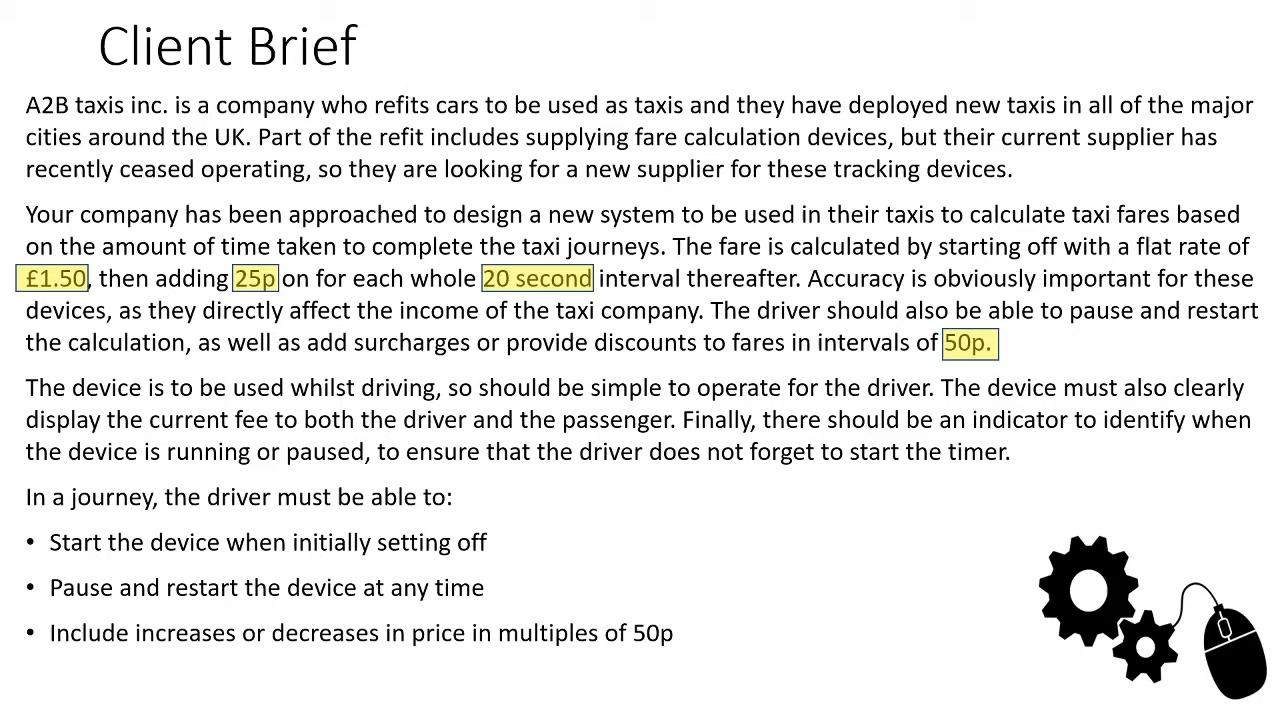 Client Brief
A2B taxis inc. is a company who refits cars to be used as taxis and they have deployed new taxis in all of the major
cities around the UK. Part of the refit includes supplying fare calculation devices, but their current supplier has
recently ceased operating, so they are looking for a new supplier for these tracking devices.
Your company has been approached to design a new system to be used in their taxis to calculate taxi fares based
on the amount of time taken to complete the taxi journeys. The fare is calculated by starting off with a flat rate of
£1.50, then adding 25p on for each whole 20 second interval thereafter. Accuracy is obviously important for these
devices, as they directly affect the income of the taxi company. The driver should also be able to pause and restart
the calculation, as well as add surcharges or provide discounts to fares in intervals of 50p.
The device is to be used whilst driving, so should be simple to operate for the driver. The device must also clearly
display the current fee to both the driver and the passenger. Finally, there should be an indicator to identify when
the device is running or paused, to ensure that the driver does not forget to start the timer.
In a journey, the driver must be able to:
• Start the device when initially setting off
• Pause and restart the device at any time
• Include increases or decreases in price in multiples of 50p